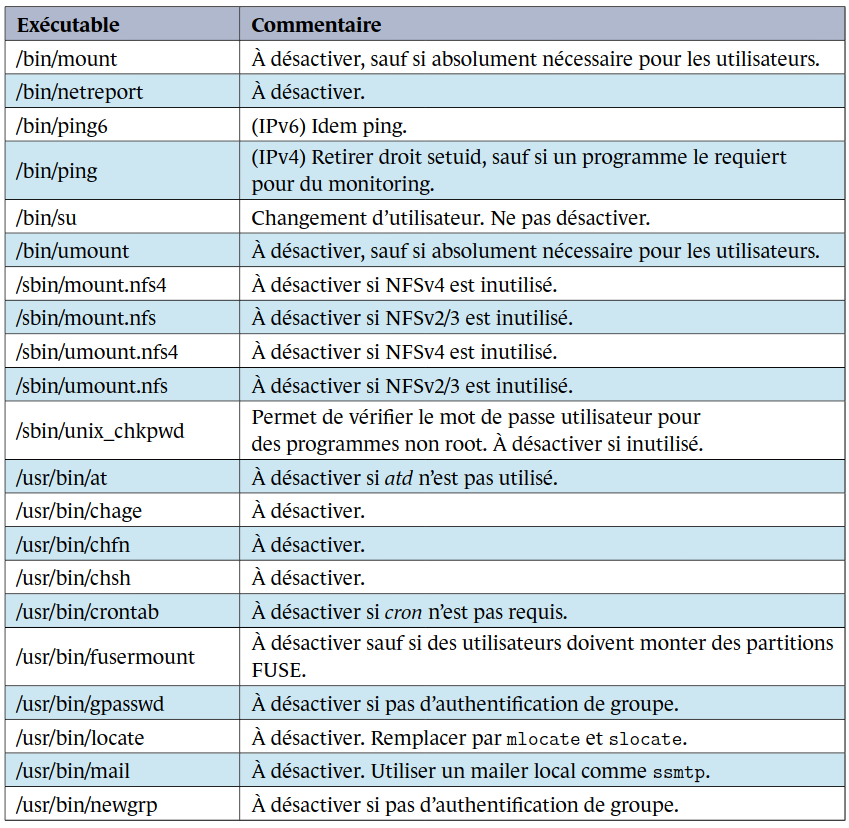 Exécutable Commentaire
/bin/mount À désactiver, sauf si absolument nécessaire pour les utilisateurs.
/bin/netreport À désactiver.
/bin/ping6 (IPv6) Idem ping.
/bin/ping (IPv4) Retirer droit setuid, sauf si un programme le requiert
pour du monitoring.
/bin/su Changement d’utilisateur. Ne pas désactiver.
/bin/umount À désactiver, sauf si absolument nécessaire pour les utilisateurs.
/sbin/mount.nfs4 À désactiver si NFSv4 est inutilisé.
/sbin/mount.nfs À désactiver si NFSv2/3 est inutilisé.
/sbin/umount.nfs4 À désactiver si NFSv4 est inutilisé.
/sbin/umount.nfs À désactiver si NFSv2/3 est inutilisé.
/sbin/unix_chkpwd Permet de vérifier le mot de passe utilisateur pour
des programmes non root. À désactiver si inutilisé.
/usr/bin/at À désactiver si atd n’est pas utilisé.
/usr/bin/chage À désactiver.
/usr/bin/chfn À désactiver.
/usr/bin/chsh À désactiver.
/usr/bin/crontab À désactiver si cron n’est pas requis.
/usr/bin/fusermount À désactiver sauf si des utilisateurs doivent monter des partitions
FUSE.
/usr/bin/gpasswd À désactiver si pas d’authentification de groupe.
/usr/bin/locate À désactiver. Remplacer par mlocate et slocate.
/usr/bin/mail À désactiver. Utiliser un mailer local comme ssmtp.
/usr/bin/newgrp À désactiver si pas d’authentification de groupe.